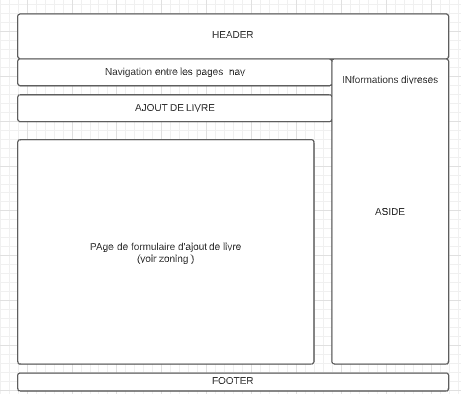 HEADER
Navigation entre les pages nav
INformations divreses
AJOUT DE LIVRE
ASIDE
PAge de formulaire d'ajout de livre
(voir zoning )
FOOTER